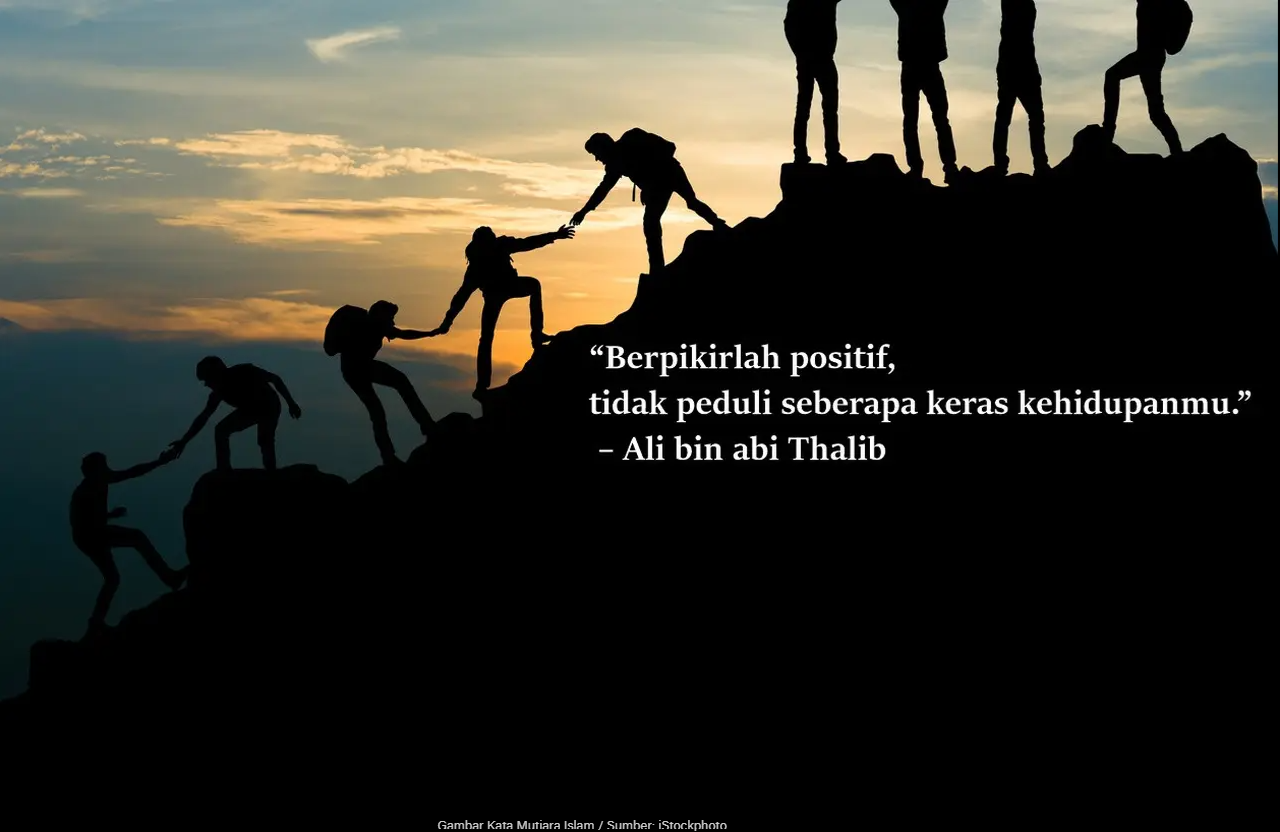 “Berpikirlah positif,
tidak peduli seberapa keras kehidupanmu.”
– Ali bin abi Thalib
Gambar Kata Mutiara Islam / Sumber: iStockphoto